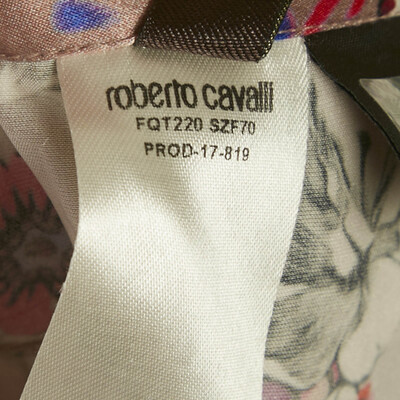 roberto cavalli
FQT220 SZF70
PROD-17-819